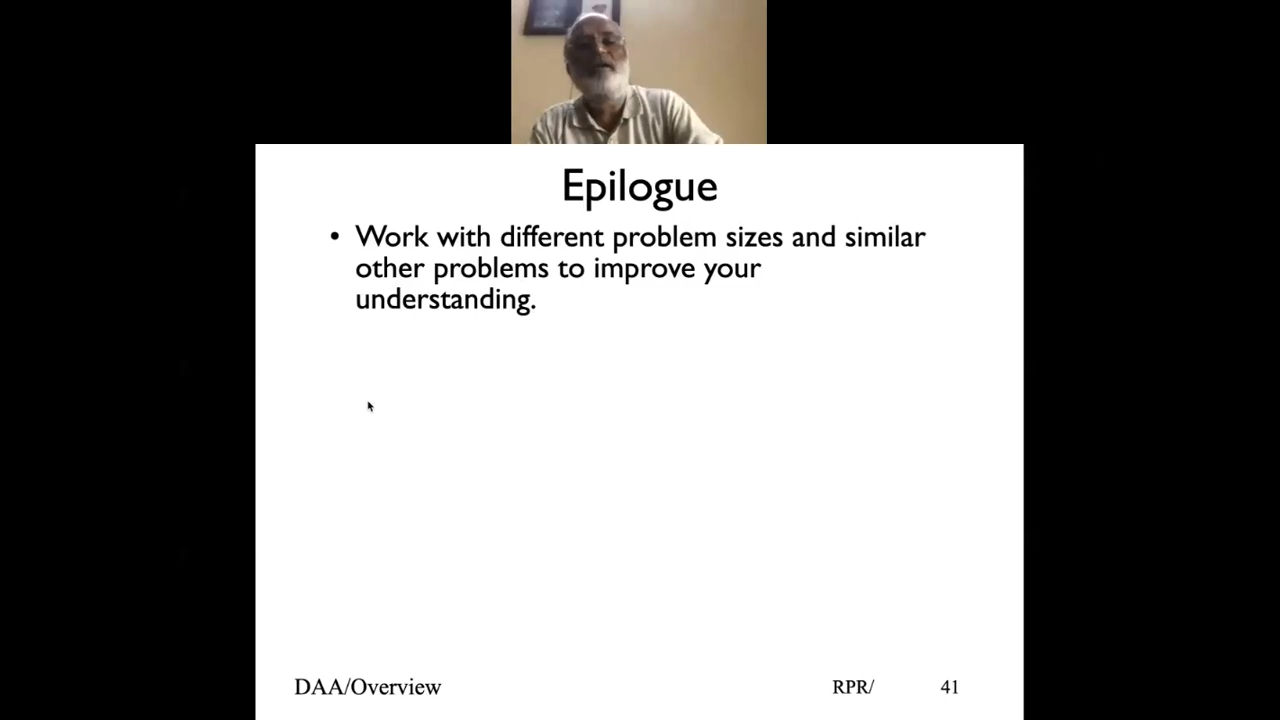 Epilogue
• Work with different problem sizes and similar
other problems to improve your
understanding.
DAA/Overview RPR/ 41